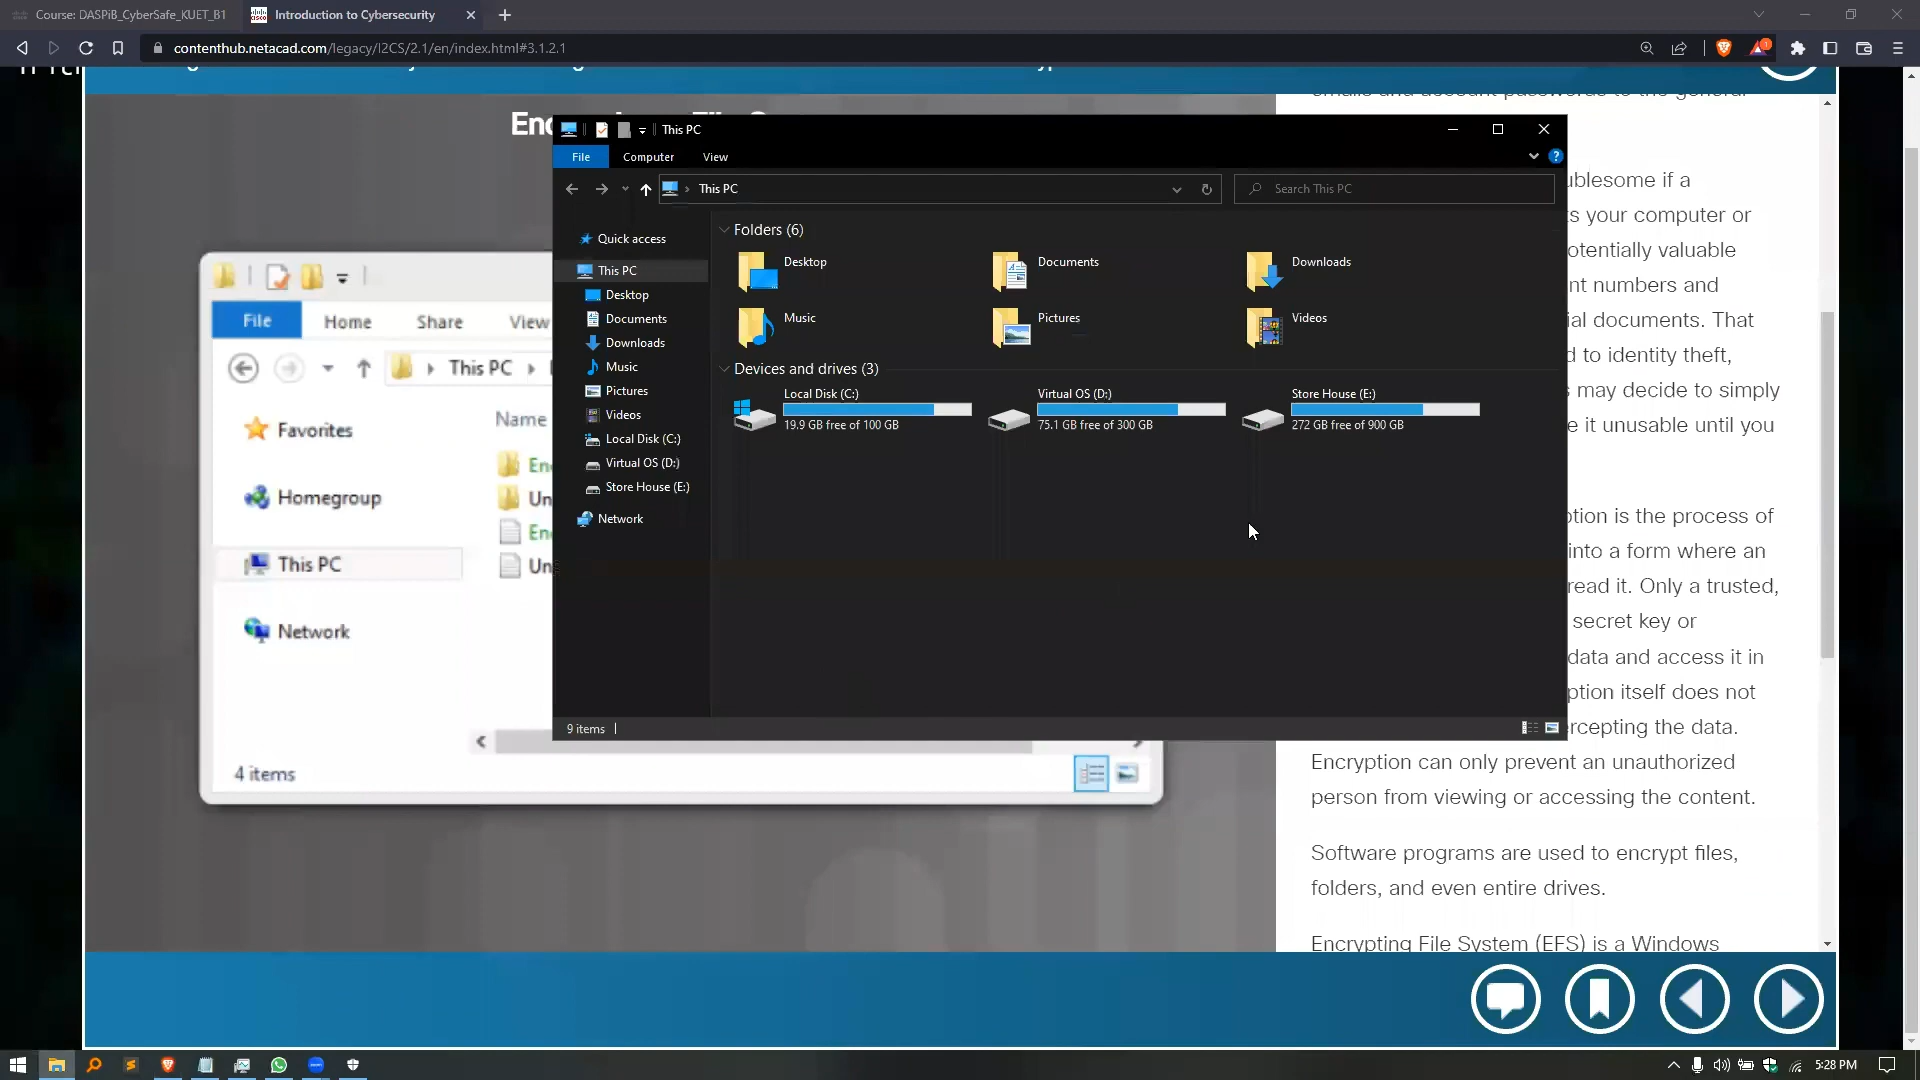 Course: DASPiB_CyberSafe_KUET_B1
Introduction to Cybersecurity
contenthub.netacad.com/legacy/I2CS/2.1/en/index.html#3.1.2.1
This PC
File
Computer
View
This PC
Search This PC
Quick access
This PC
Desktop
Documents
Downloads
Music
Pictures
Videos
Local Disk (C:)
Virtual OS (D:)
Store House (E:)
Network
Folders (6)
Desktop
Documents
Downloads
Music
Pictures
Videos
Devices and drives (3)
Local Disk (C:)
19.9 GB free of 100 GB
Virtual OS (D:)
75.1 GB free of 300 GB
Store House (E:)
272 GB free of 900 GB
9 items
File
Home
Share
View
This PC
Favorites
Homegroup
This PC
Network
Name
4 items
emails and account passwords to the general
if a
your computer or
potentially valuable
numbers and
documents. That
to identity theft,
may decide to simply
it unusable until you
is the process of
into a form where an
read it. Only a trusted,
secret key or
data and access it in
itself does not
the data.
Encryption can only prevent an unauthorized
person from viewing or accessing the content.
Software programs are used to encrypt files,
folders, and even entire drives.
Encrypting File System (EFS) is a Windows
5:28 PM